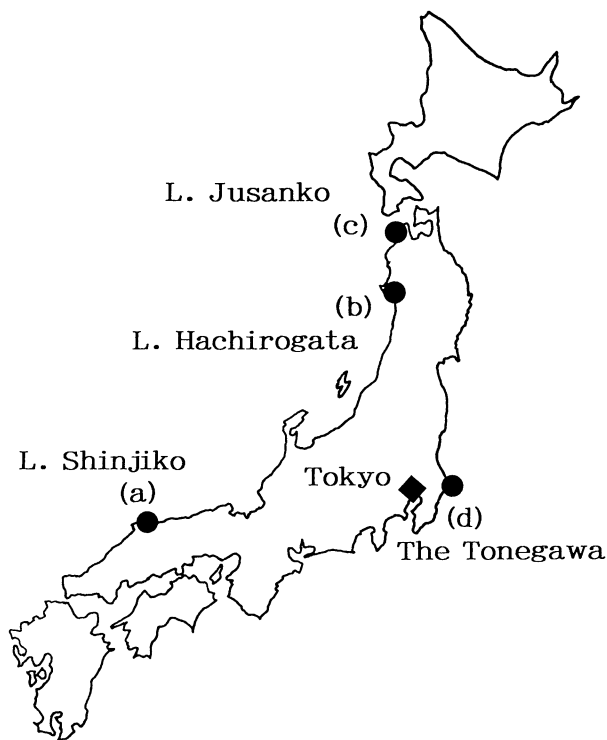 L. Jusanko
(c)
(b)
L. Hachirogata
L. Shinjiko
(a)
Tokyo
(d)
The Tonegawa